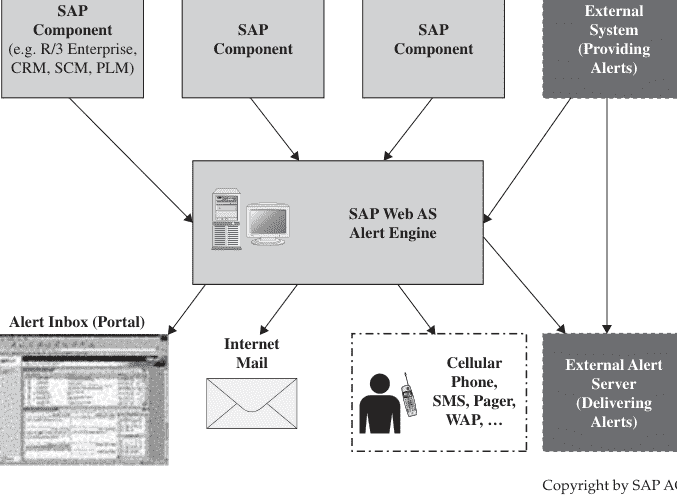 SAP
Component
(e.g. R/3 Enterprise,
CRM, SCM, PLM)
SAP
Component
SAP
Component
External
System
(Providing
Alerts)
SAP Web AS
Alert Engine
Alert Inbox (Portal)
Internet
Mail
Cellular
Phone,
SMS, Pager,
WAP, …
External Alert
Server
(Delivering
Alerts)
Copyright by SAP AG